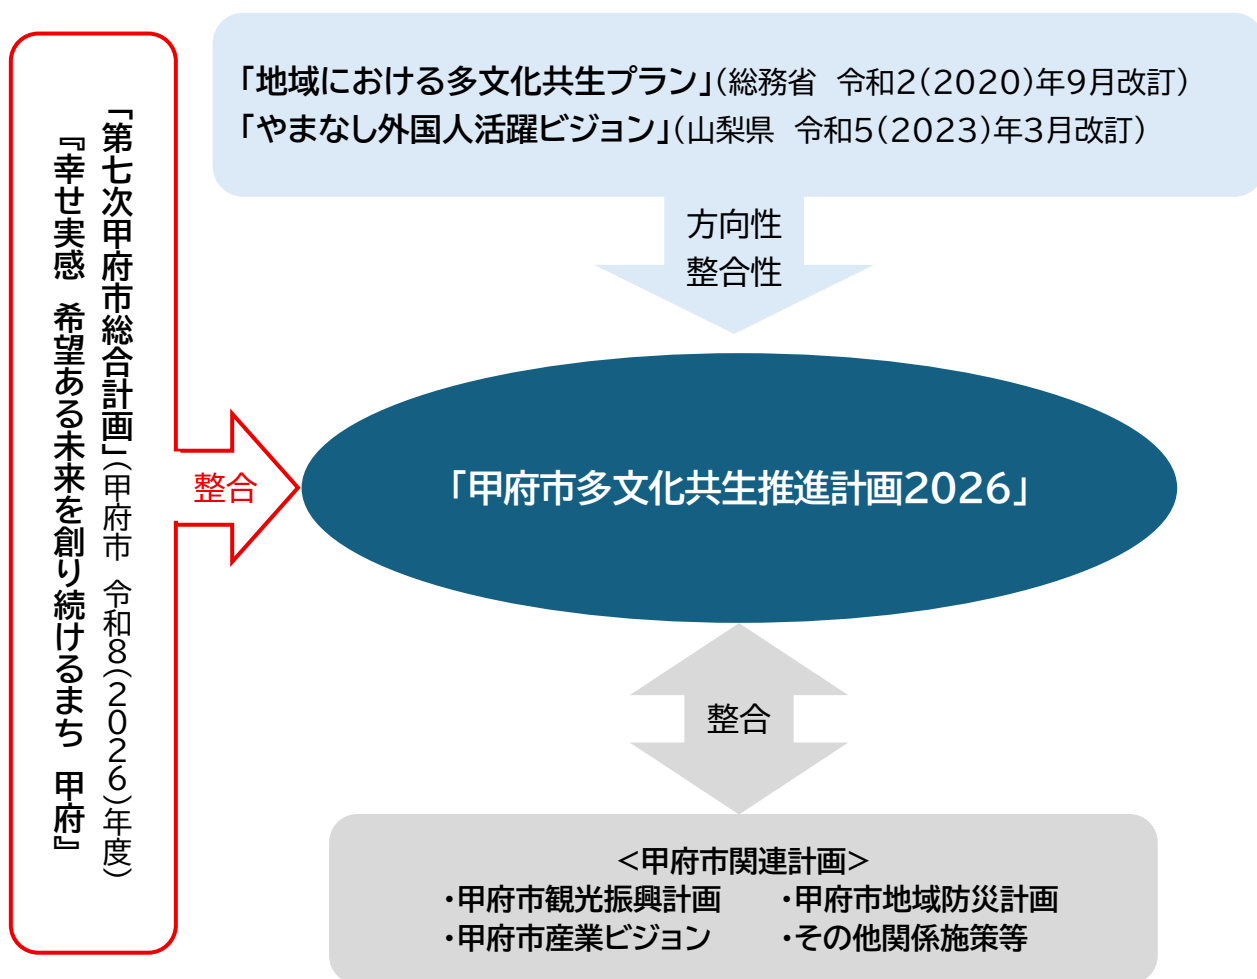 「地域における多文化共生プラン」(総務省　令和2(2020)年9月改訂)
「やまなし外国人活躍ビジョン」(山梨県　令和5(2023)年3月改訂)
方向性
整合性
「第七次甲府市総合計画」(甲府市　令和8(2026)年度)
『幸せ実感　希望ある未来を創り続けるまち　甲府』
整合
「甲府市多文化共生推進計画2026」
整合
<甲府市関連計画>
・甲府市観光振興計画　　・甲府市地域防災計画
・甲府市産業ビジョン　　・その他関係施策等